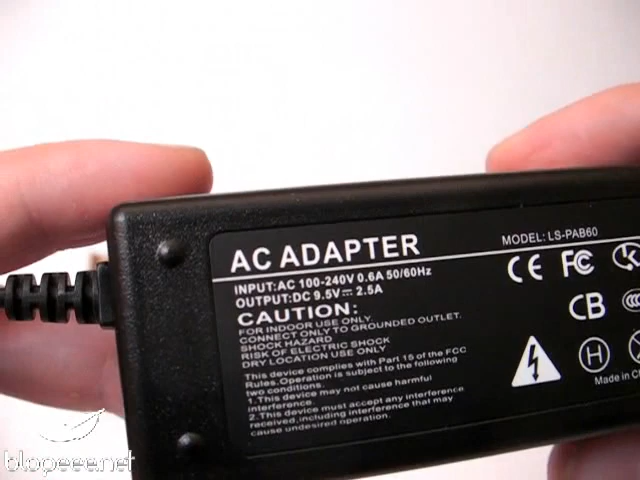 AC ADAPTER
MODEL: LS-PAB60
INPUT:AC 100-240V 0.6A 50/60Hz
OUTPUT:DC 9.5V⎓2.5A
CAUTION:
FOR INDOOR USE ONLY.
CONNECT ONLY TO GROUNDED OUTLET.
SHOCK HAZARD
RISK OF ELECTRIC SHOCK
DRY LOCATION USE ONLY
This device complies with Part 15 of the FCC
Rules.Operation is subject to the following
two conditions.
1.This device may not cause harmful
interference.
2.This device must accept any interference
received,including interference that may
cause undesired operation.
CE FC
CB
H
Made in
blopeee.net